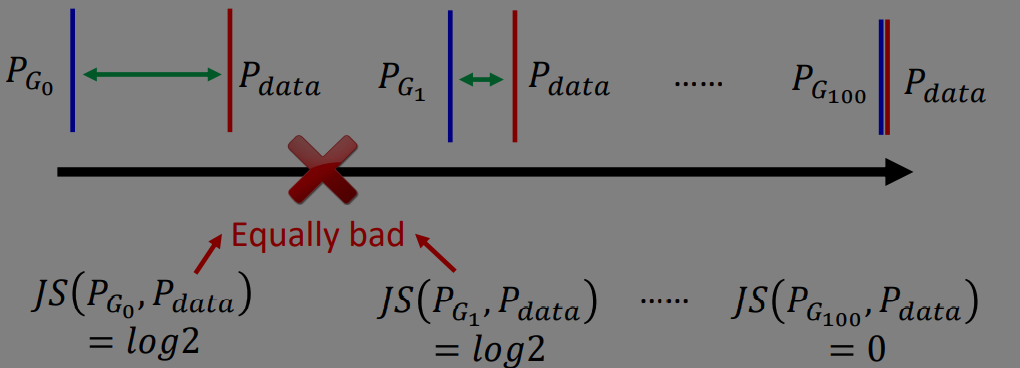 P_{G_0} P_{data} P_{G_1} P_{data} ...... P_{G_{100}} P_{data}
Equally bad
JS(P_{G_0}, P_{data}) JS(P_{G_1}, P_{data}) ...... JS(P_{G_{100}}, P_{data})
= log2 = log2 = 0